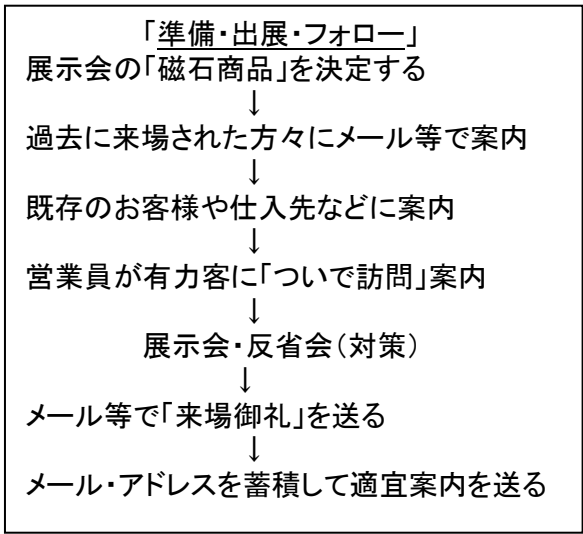 「準備・出展・フォロー」
展示会の「磁石商品」を決定する
↓
過去に来場された方々にメール等で案内
↓
既存のお客様や仕入先などに案内
↓
営業員が有力客に「ついで訪問」案内
↓
展示会・反省会(対策)
↓
メール等で「来場御礼」を送る
↓
メール・アドレスを蓄積して適宜案内を送る